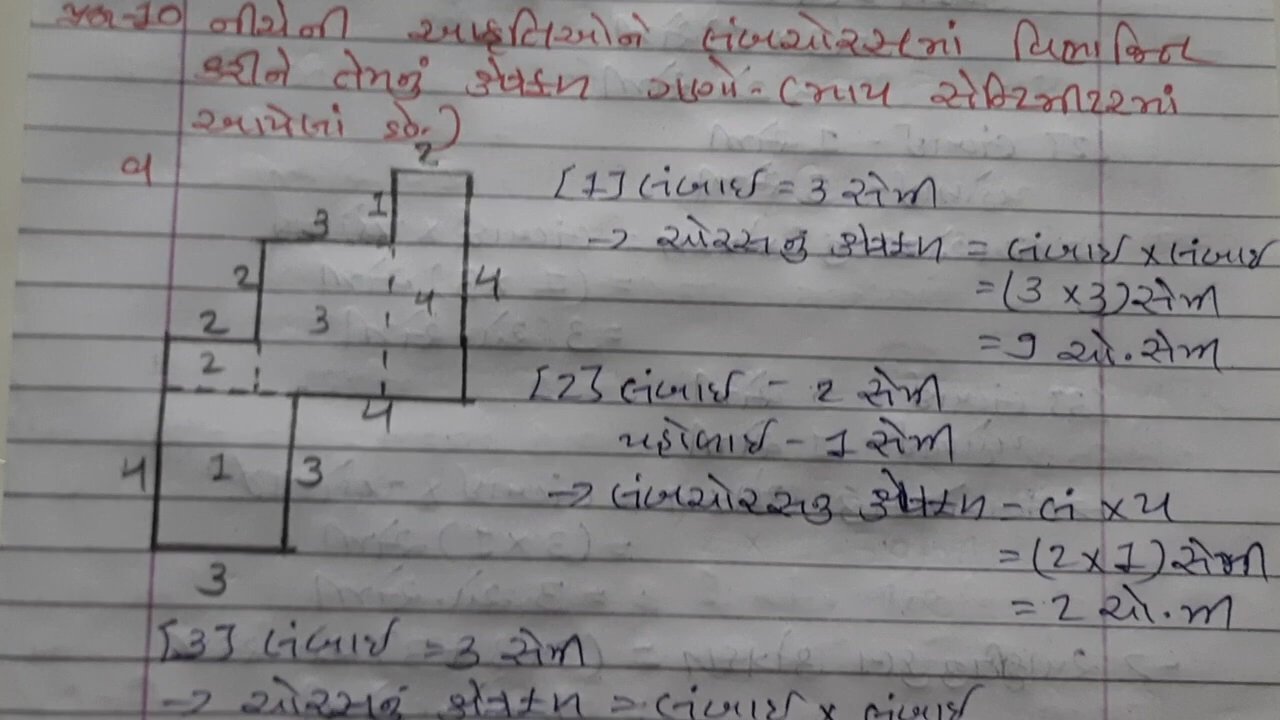 પ્રશ્ન-10 નીચેની આકૃતિઓને લંબચોરસમાં વિભાજિત
કરીને તેમનું ક્ષેત્રફળ શોધો. (માપ સેન્ટિમીટરમાં
આપેલાં છે.)
a
2
[1] લંબાઈ = 3 સેમી
1
3
→ ચોરસનું ક્ષેત્રફળ = લંબાઈ × લંબાઈ
2
4
4
= (3 × 3) સેમી
2
3
= 9 ચો. સેમી
2
[2] લંબાઈ - 2 સેમી
4
પહોળાઈ - 1 સેમી
4
1
3
→ લંબચોરસનું ક્ષેત્રફળ = લં × પ
= (2 × 1) સેમી
3
= 2 ચો. મ
[3] લંબાઈ = 3 સેમી
→ ચોરસનું ક્ષેત્રફળ = લંબાઈ × લંબાઈ